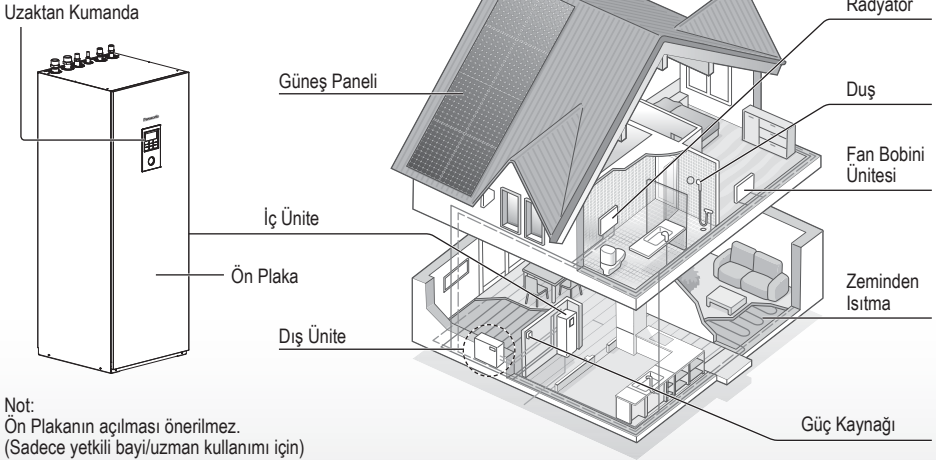 Uzaktan Kumanda
Radyatör
Güneş Paneli
Duş
Fan Bobini
Ünitesi
İç Ünite
Ön Plaka
Zeminden
Isıtma
Dış Ünite
Güç Kaynağı
Not:
Ön Plakanın açılması önerilmez.
(Sadece yetkili bayi/uzman kullanımı için)